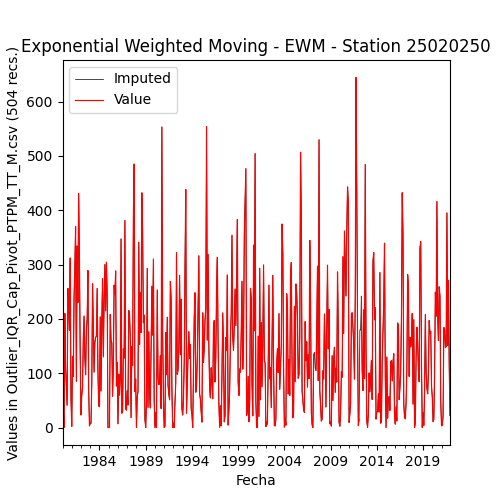 Exponential Weighted Moving - EWM - Station 25020250
Imputed
Value
Values in Outlier_IQR_Cap_Pivot_PTPM_TT_M.csv (504 recs.)
600
500
400
300
200
100
0
1984 1989 1994 1999 2004 2009 2014 2019
Fecha